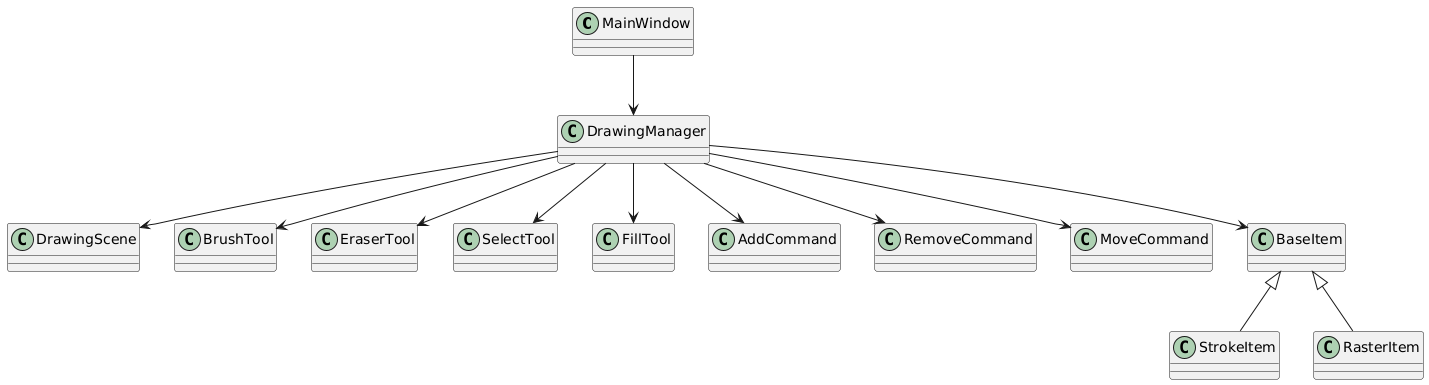 C MainWindow
C DrawingManager
C DrawingScene
C BrushTool
C EraserTool
C SelectTool
C FillTool
C AddCommand
C RemoveCommand
C MoveCommand
C BaseItem
C StrokeItem
C RasterItem